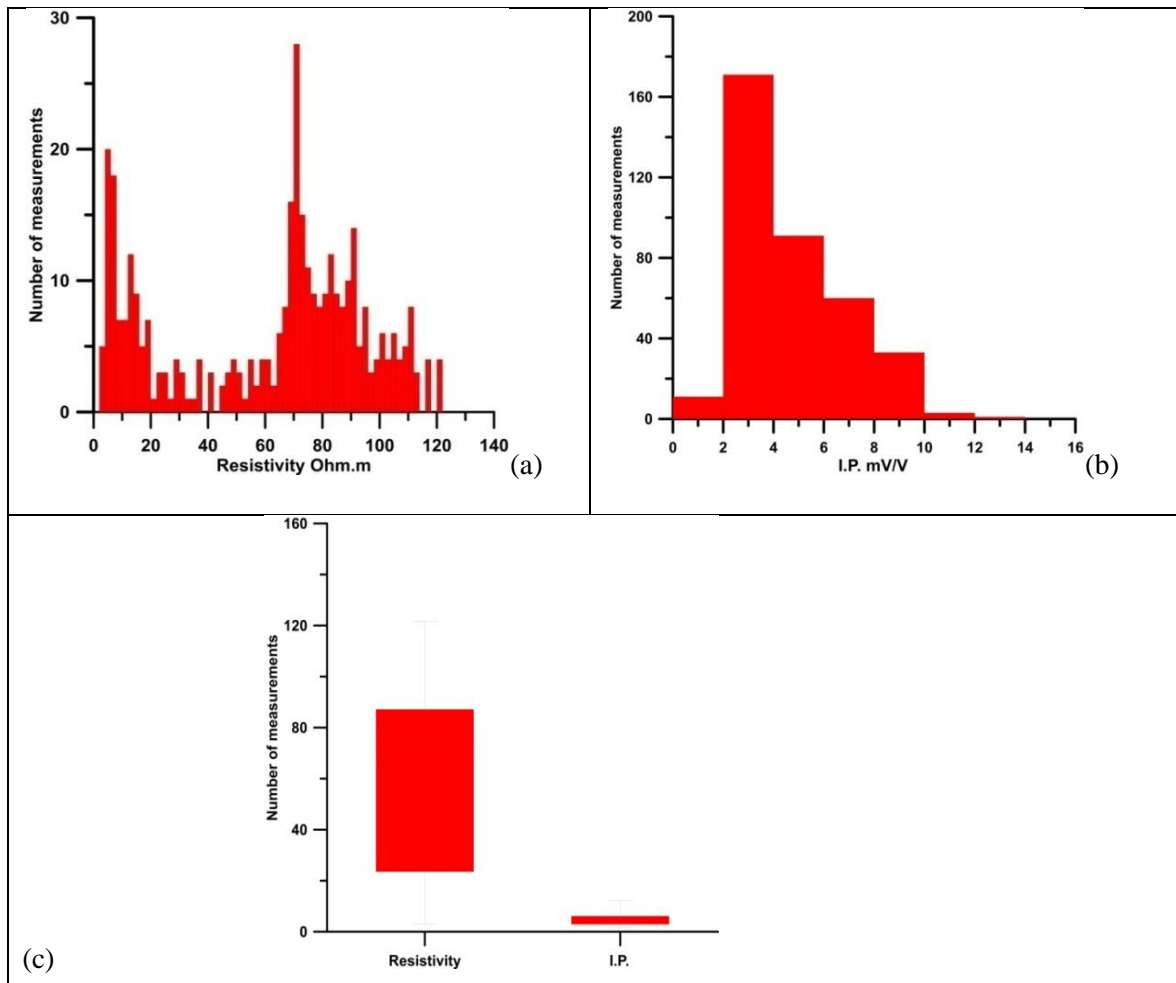 30
20
10
0
Number of measurements
0 20 40 60 80 100 120 140
Resistivity Ohm.m
(a)
200
160
120
80
40
0
Number of measurements
0 2 4 6 8 10 12 14 16
I.P. mV/V
(b)
160
120
80
40
0
Number of measurements
Resistivity I.P.
(c)